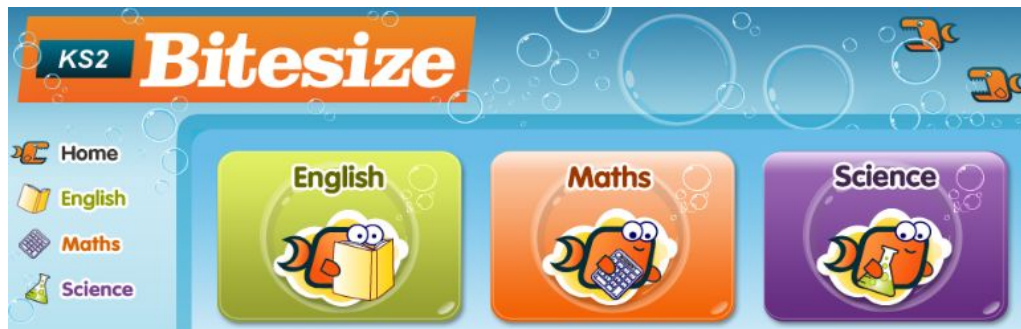 KS2 Bitesize
Home
English
Maths
Science
English Maths Science